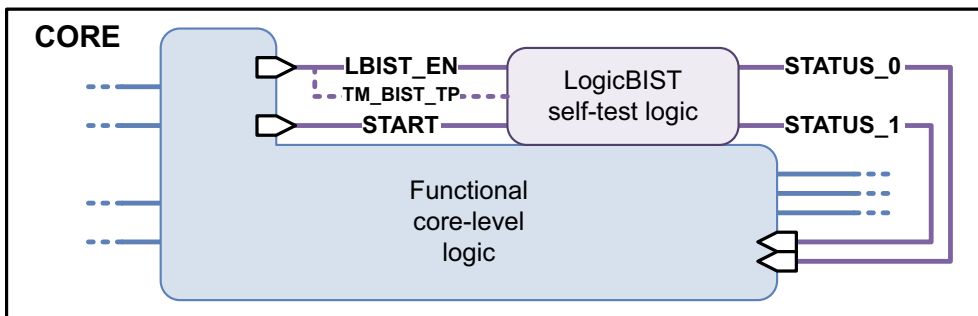 CORE
LBIST_EN
TM_BIST_TP
START
LogicBIST
self-test logic
STATUS_0
STATUS_1
Functional
core-level
logic